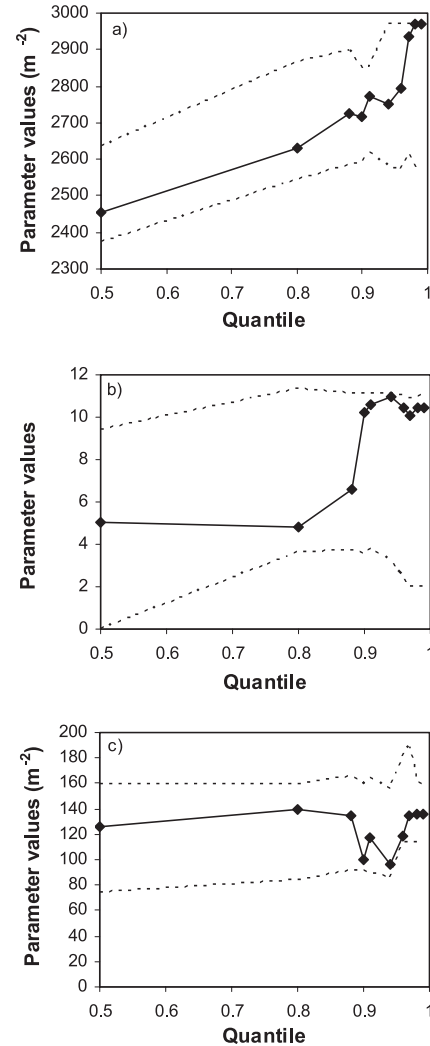 a)
Parameter values (m⁻²)
3000
2900
2800
2700
2600
2500
2400
2300
0.5 0.6 0.7 0.8 0.9 1
Quantile
b)
Parameter values
12
10
8
6
4
2
0
0.5 0.6 0.7 0.8 0.9 1
Quantile
c)
Parameter values (m⁻²)
200
180
160
140
120
100
80
60
40
20
0
0.5 0.6 0.7 0.8 0.9 1
Quantile